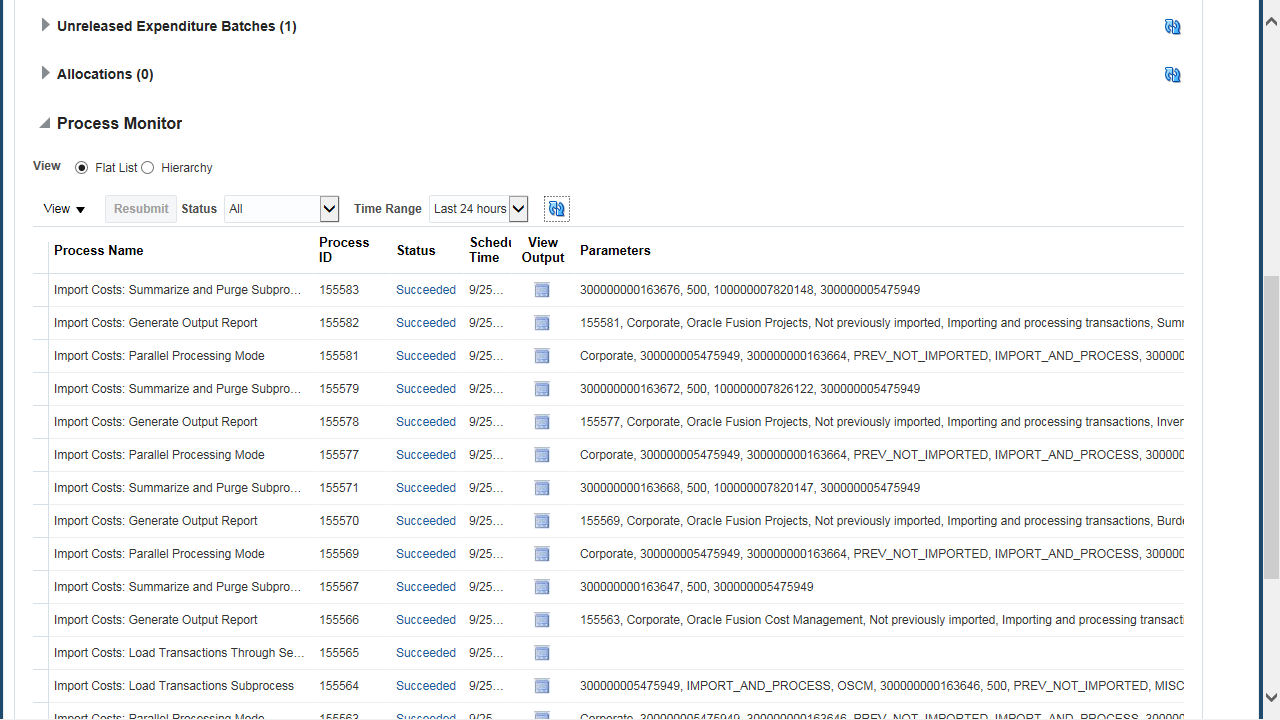 Unreleased Expenditure Batches (1)
Allocations (0)
Process Monitor
View Flat List Hierarchy
View Resubmit Status All Time Range Last 24 hours
Process Name Process ID Status Schedu Time View Output Parameters
Import Costs: Summarize and Purge Subpro... 155583 Succeeded 9/25... 300000000163676, 500, 100000007820148, 300000005475949
Import Costs: Generate Output Report 155582 Succeeded 9/25... 155581, Corporate, Oracle Fusion Projects, Not previously imported, Importing and processing transactions, Summ
Import Costs: Parallel Processing Mode 155581 Succeeded 9/25... Corporate, 300000005475949, 300000000163664, PREV_NOT_IMPORTED, IMPORT_AND_PROCESS, 300000
Import Costs: Summarize and Purge Subpro... 155579 Succeeded 9/25... 300000000163672, 500, 100000007826122, 300000005475949
Import Costs: Generate Output Report 155578 Succeeded 9/25... 155577, Corporate, Oracle Fusion Projects, Not previously imported, Importing and processing transactions, Inver
Import Costs: Parallel Processing Mode 155577 Succeeded 9/25... Corporate, 300000005475949, 300000000163664, PREV_NOT_IMPORTED, IMPORT_AND_PROCESS, 300000
Import Costs: Summarize and Purge Subpro... 155571 Succeeded 9/25... 300000000163668, 500, 100000007820147, 300000005475949
Import Costs: Generate Output Report 155570 Succeeded 9/25... 155569, Corporate, Oracle Fusion Projects, Not previously imported, Importing and processing transactions, Burde
Import Costs: Parallel Processing Mode 155569 Succeeded 9/25... Corporate, 300000005475949, 300000000163664, PREV_NOT_IMPORTED, IMPORT_AND_PROCESS, 300000
Import Costs: Summarize and Purge Subpro... 155567 Succeeded 9/25... 300000000163647, 500, 300000005475949
Import Costs: Generate Output Report 155566 Succeeded 9/25... 155563, Corporate, Oracle Fusion Cost Management, Not previously imported, Importing and processing transacti
Import Costs: Load Transactions Through Se... 155565 Succeeded 9/25...
Import Costs: Load Transactions Subprocess 155564 Succeeded 9/25... 300000005475949, IMPORT_AND_PROCESS, OSCM, 300000000163646, 500, PREV_NOT_IMPORTED, MISC
Import Costs: Parallel Processing Mode 155563 Succeeded 9/25... Corporate, 300000005475949, 300000000163646, PREV_NOT_IMPORTED, IMPORT_AND_PROCESS, 300000